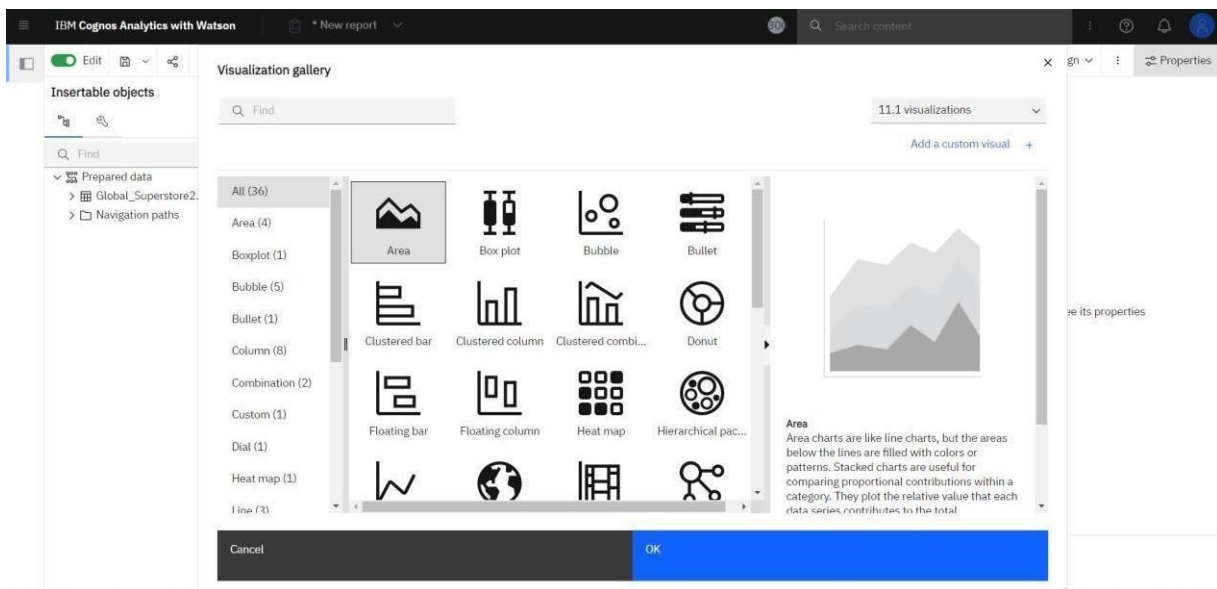 IBM Cognos Analytics with Watson
* New report
Search content
Edit
gn
Properties
Insertable objects
Find
Prepared data
Global_Superstore2.
Navigation paths
Visualization gallery
Find
11.1 visualizations
Add a custom visual +
All (36)
Area (4)
Boxplot (1)
Bubble (5)
Bullet (1)
Column (8)
Combination (2)
Custom (1)
Dial (1)
Heat map (1)
Line (3)
Area
Box plot
Bubble
Bullet
Clustered bar
Clustered column
Clustered combi...
Donut
Floating bar
Floating column
Heat map
Hierarchical pac...
Area
Area charts are like line charts, but the areas
below the lines are filled with colors or
patterns. Stacked charts are useful for
comparing proportional contributions within a
category. They plot the relative value that each
data series contributes to the total
ee its properties
Cancel
OK